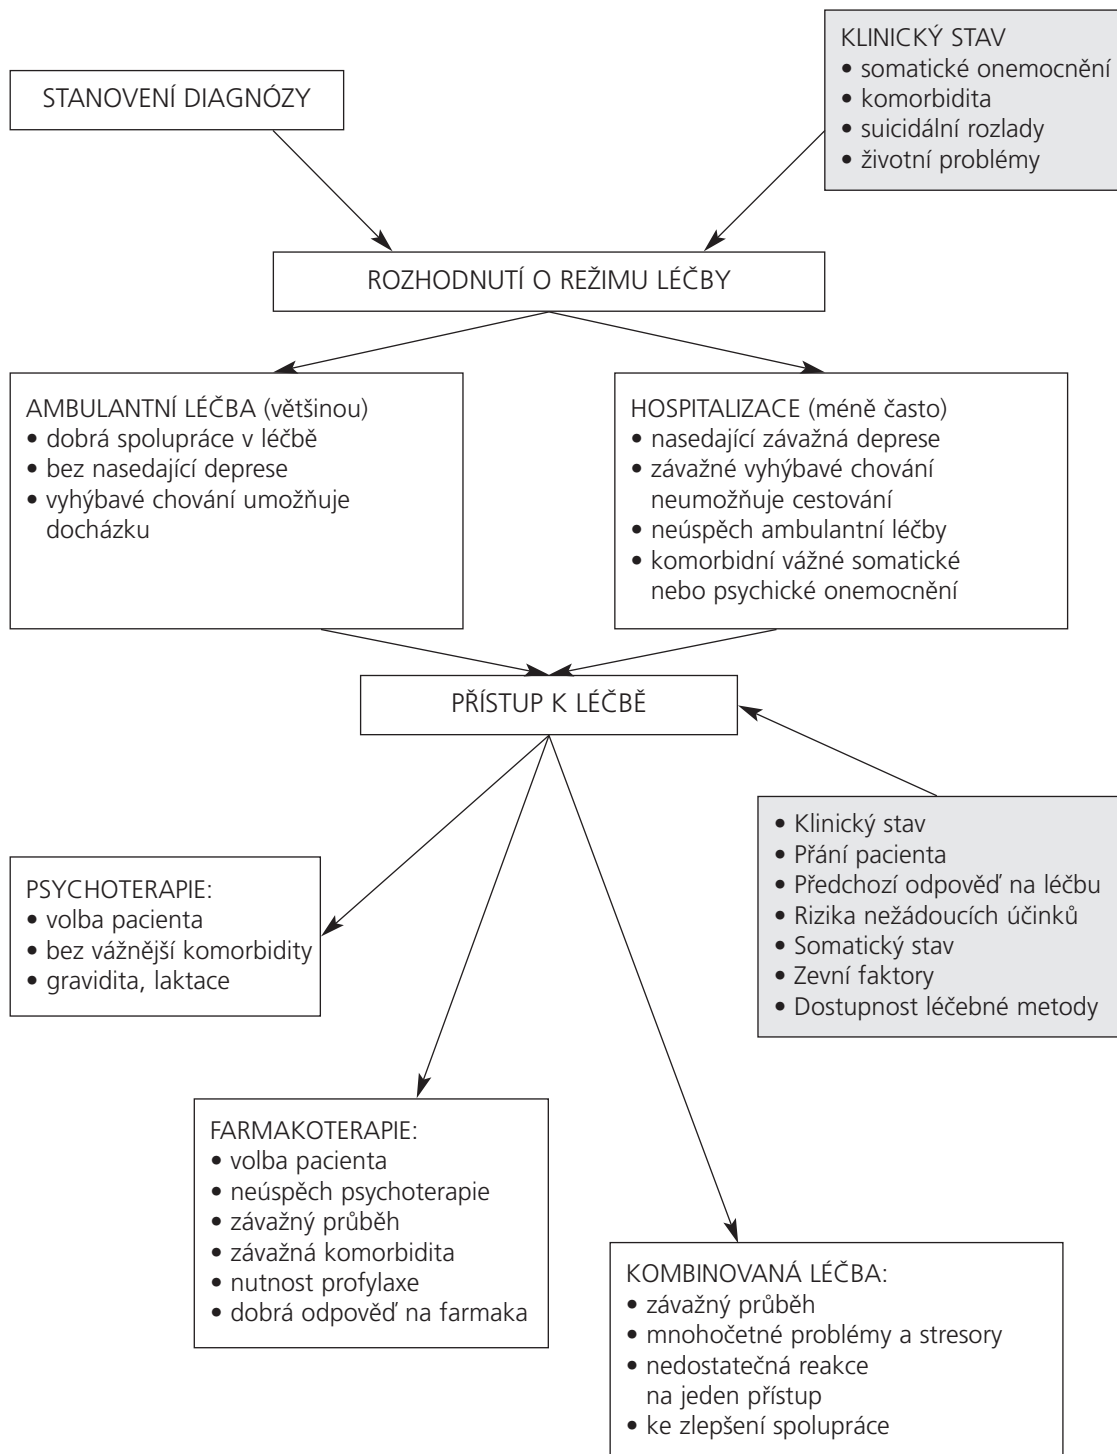 STANOVENÍ DIAGNÓZY
KLINICKÝ STAV
• somatické onemocnění
• komorbidita
• suicidální rozlady
• životní problémy
ROZHODNUTÍ O REŽIMU LÉČBY
AMBULANTNÍ LÉČBA (většinou)
• dobrá spolupráce v léčbě
• bez nasedající deprese
• vyhýbavé chování umožňuje
docházku
HOSPITALIZACE (méně často)
• nasedající závažná deprese
• závažné vyhýbavé chování
neumožňuje cestování
• neúspěch ambulantní léčby
• komorbidní vážné somatické
nebo psychické onemocnění
PŘÍSTUP K LÉČBĚ
• Klinický stav
• Přání pacienta
• Předchozí odpověď na léčbu
• Rizika nežádoucích účinků
• Somatický stav
• Zevní faktory
• Dostupnost léčebné metody
PSYCHOTERAPIE:
• volba pacienta
• bez vážnější komorbidity
• gravidita, laktace
FARMAKOTERAPIE:
• volba pacienta
• neúspěch psychoterapie
• závažný průběh
• závažná komorbidita
• nutnost profylaxe
• dobrá odpověď na farmaka
KOMBINOVANÁ LÉČBA:
• závažný průběh
• mnohočetné problémy a stresory
• nedostatečná reakce
na jeden přístup
• ke zlepšení spolupráce